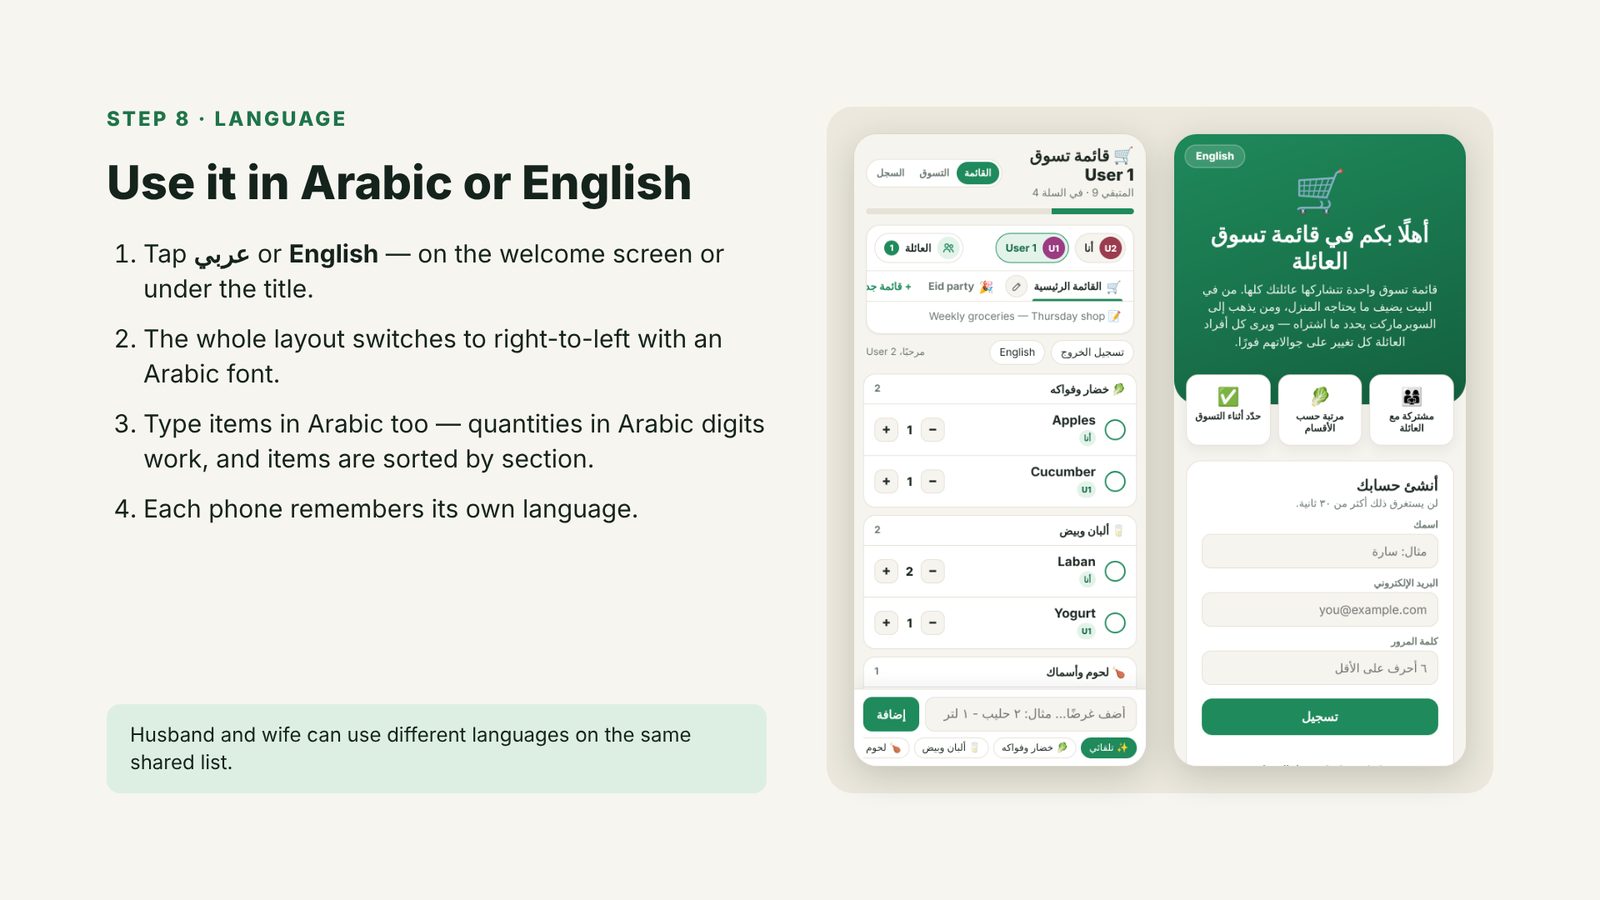 STEP 8 · LANGUAGE
Use it in Arabic or English
1. Tap عربي or English — on the welcome screen or
under the title.
2. The whole layout switches to right-to-left with an
Arabic font.
3. Type items in Arabic too — quantities in Arabic digits
work, and items are sorted by section.
4. Each phone remembers its own language.
Husband and wife can use different languages on the same
shared list.
🛒 قائمة تسوق
User 1
المتبقي 9 · في السلة 4
القائمة التسوق السجل
U2 أنا U1 User 1 العائلة 1
🛒 القائمة الرئيسية 🎉 Eid party + قائمة
📝 Weekly groceries — Thursday shop
تسجيل الخروج English مرحبًا، User 2
🥬 خضار وفواكه 2
Apples − 1 +
أنا
Cucumber − 1 +
U1
🥛 ألبان وبيض 2
Laban − 2 +
أنا
Yogurt − 1 +
U1
🍗 لحوم وأسماك 1
أضف غرضًا... مثال: ٢ حليب - ١ لتر إضافة
✨ تلقائي 🥬 خضار وفواكه 🥛 ألبان وبيض 🍗 لحوم
English
أهلًا بكم في قائمة تسوق
العائلة
قائمة تسوق واحدة تتشاركها عائلتك كلها. من في
البيت يضيف ما يحتاجه المنزل، ومن يذهب إلى
السوبرماركت يحدد ما اشتراه — ويرى كل أفراد
العائلة كل تغيير على جوالاتهم فورًا.
مشتركة مع
العائلة
مرتبة حسب
الأقسام
حدّد أثناء التسوق
أنشئ حسابك
لن يستغرق ذلك أكثر من ٣٠ ثانية.
اسمك
مثال: سارة
البريد الإلكتروني
you@example.com
كلمة المرور
٦ أحرف على الأقل
تسجيل